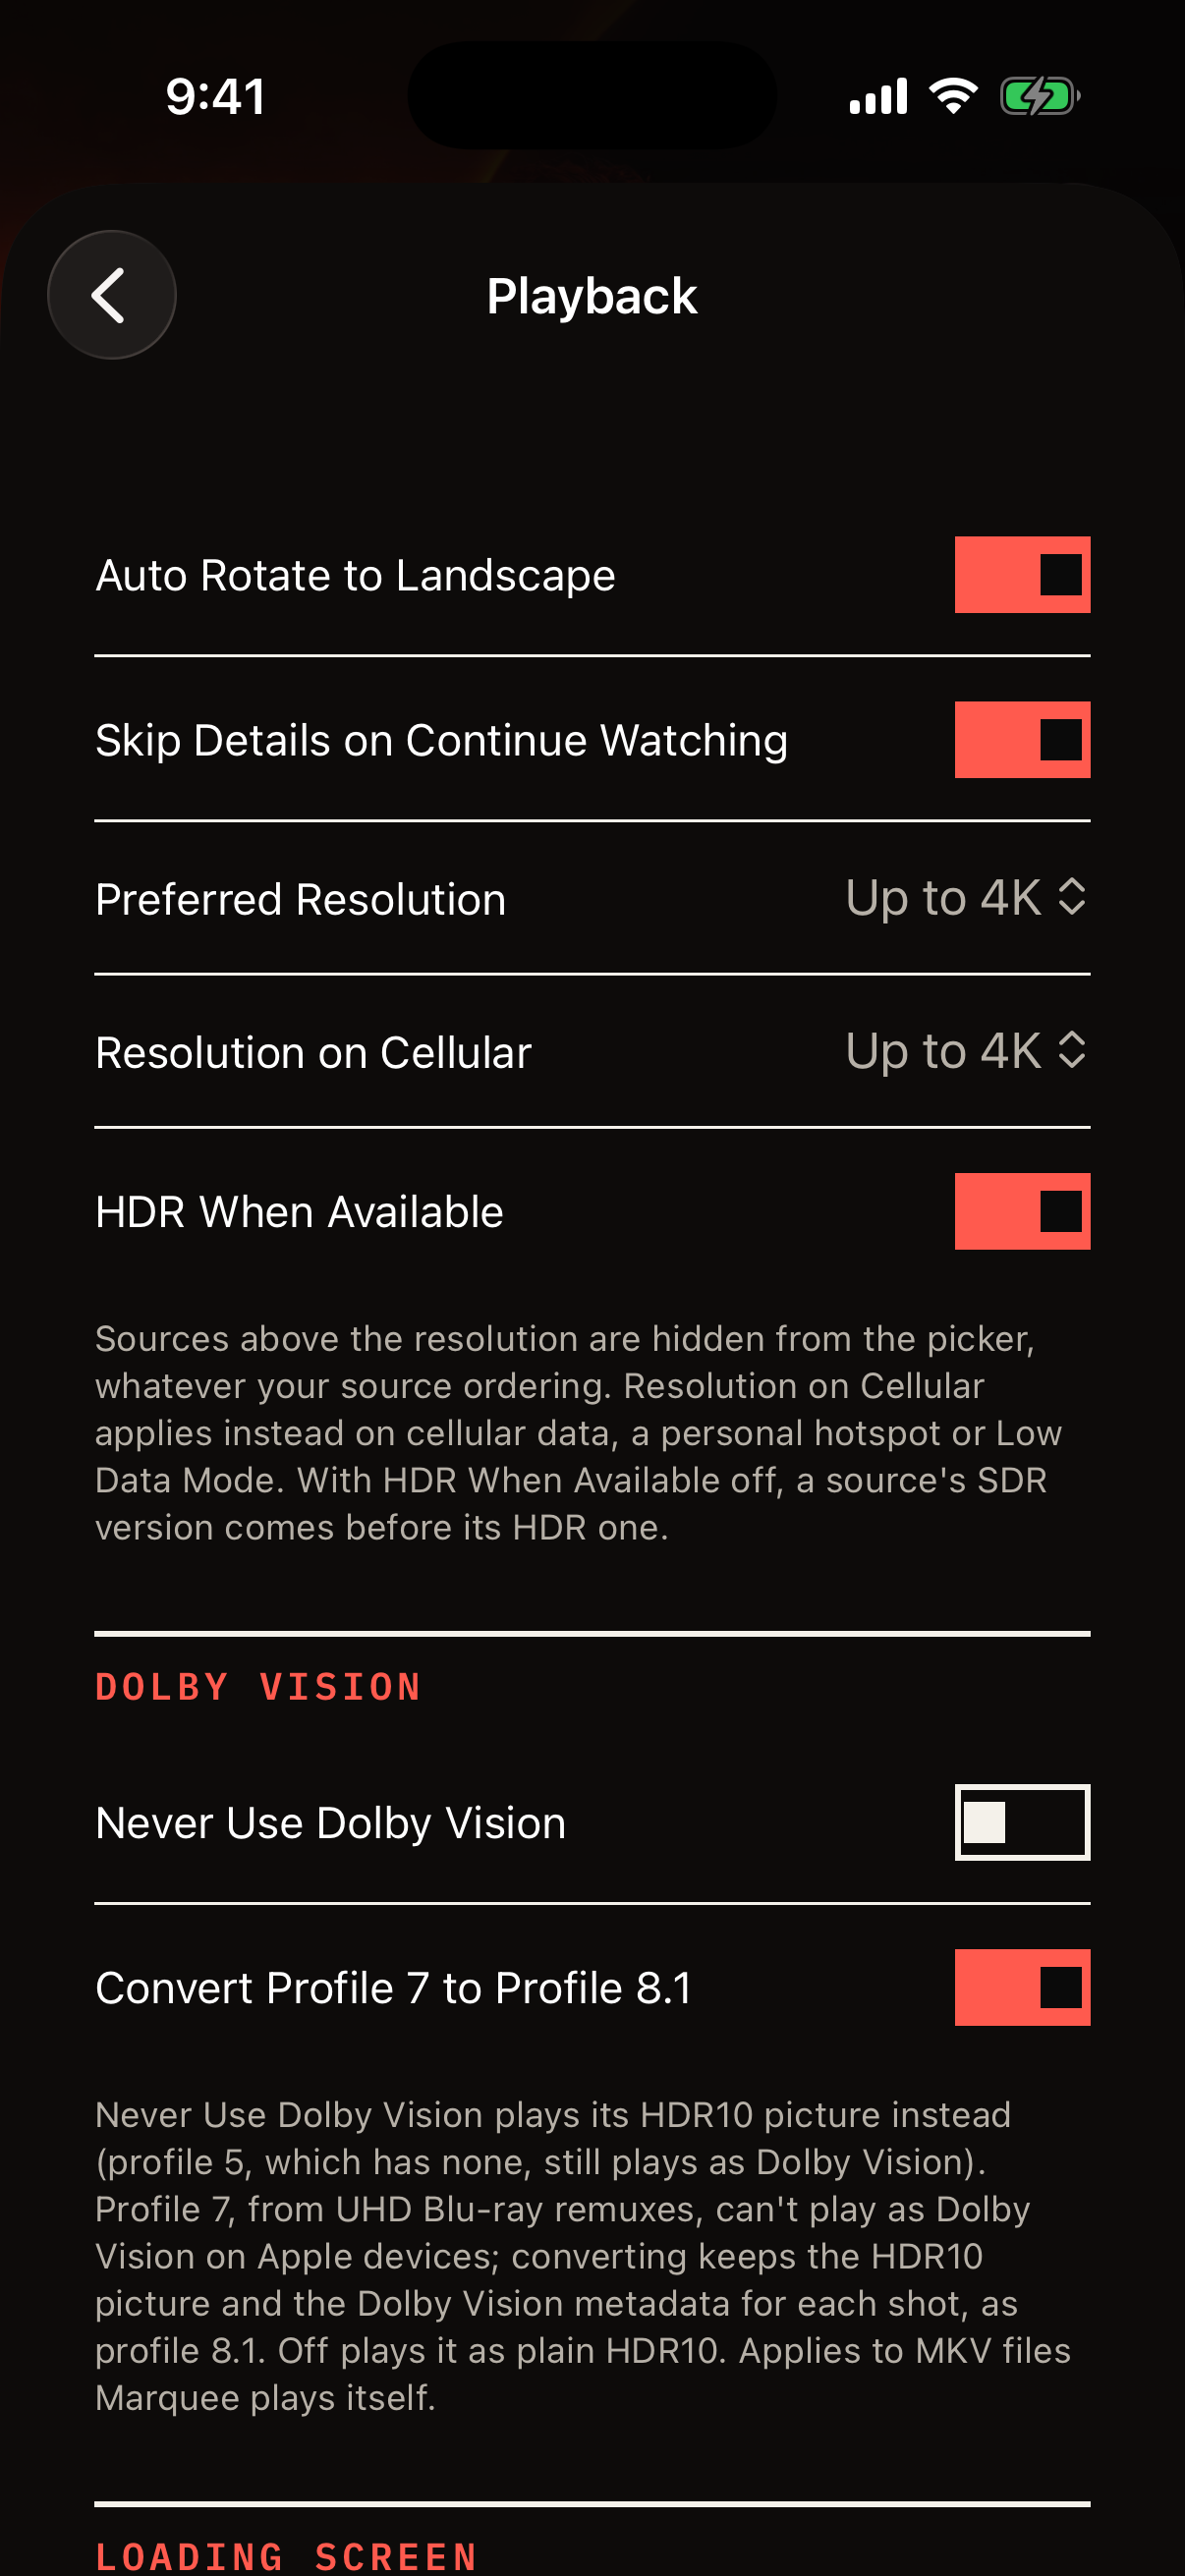 9:41
Playback
Auto Rotate to Landscape
Skip Details on Continue Watching
Preferred Resolution Up to 4K
Resolution on Cellular Up to 4K
HDR When Available
Sources above the resolution are hidden from the picker,
whatever your source ordering. Resolution on Cellular
applies instead on cellular data, a personal hotspot or Low
Data Mode. With HDR When Available off, a source's SDR
version comes before its HDR one.
DOLBY VISION
Never Use Dolby Vision
Convert Profile 7 to Profile 8.1
Never Use Dolby Vision plays its HDR10 picture instead
(profile 5, which has none, still plays as Dolby Vision).
Profile 7, from UHD Blu-ray remuxes, can't play as Dolby
Vision on Apple devices; converting keeps the HDR10
picture and the Dolby Vision metadata for each shot, as
profile 8.1. Off plays it as plain HDR10. Applies to MKV files
Marquee plays itself.
LOADING SCREEN